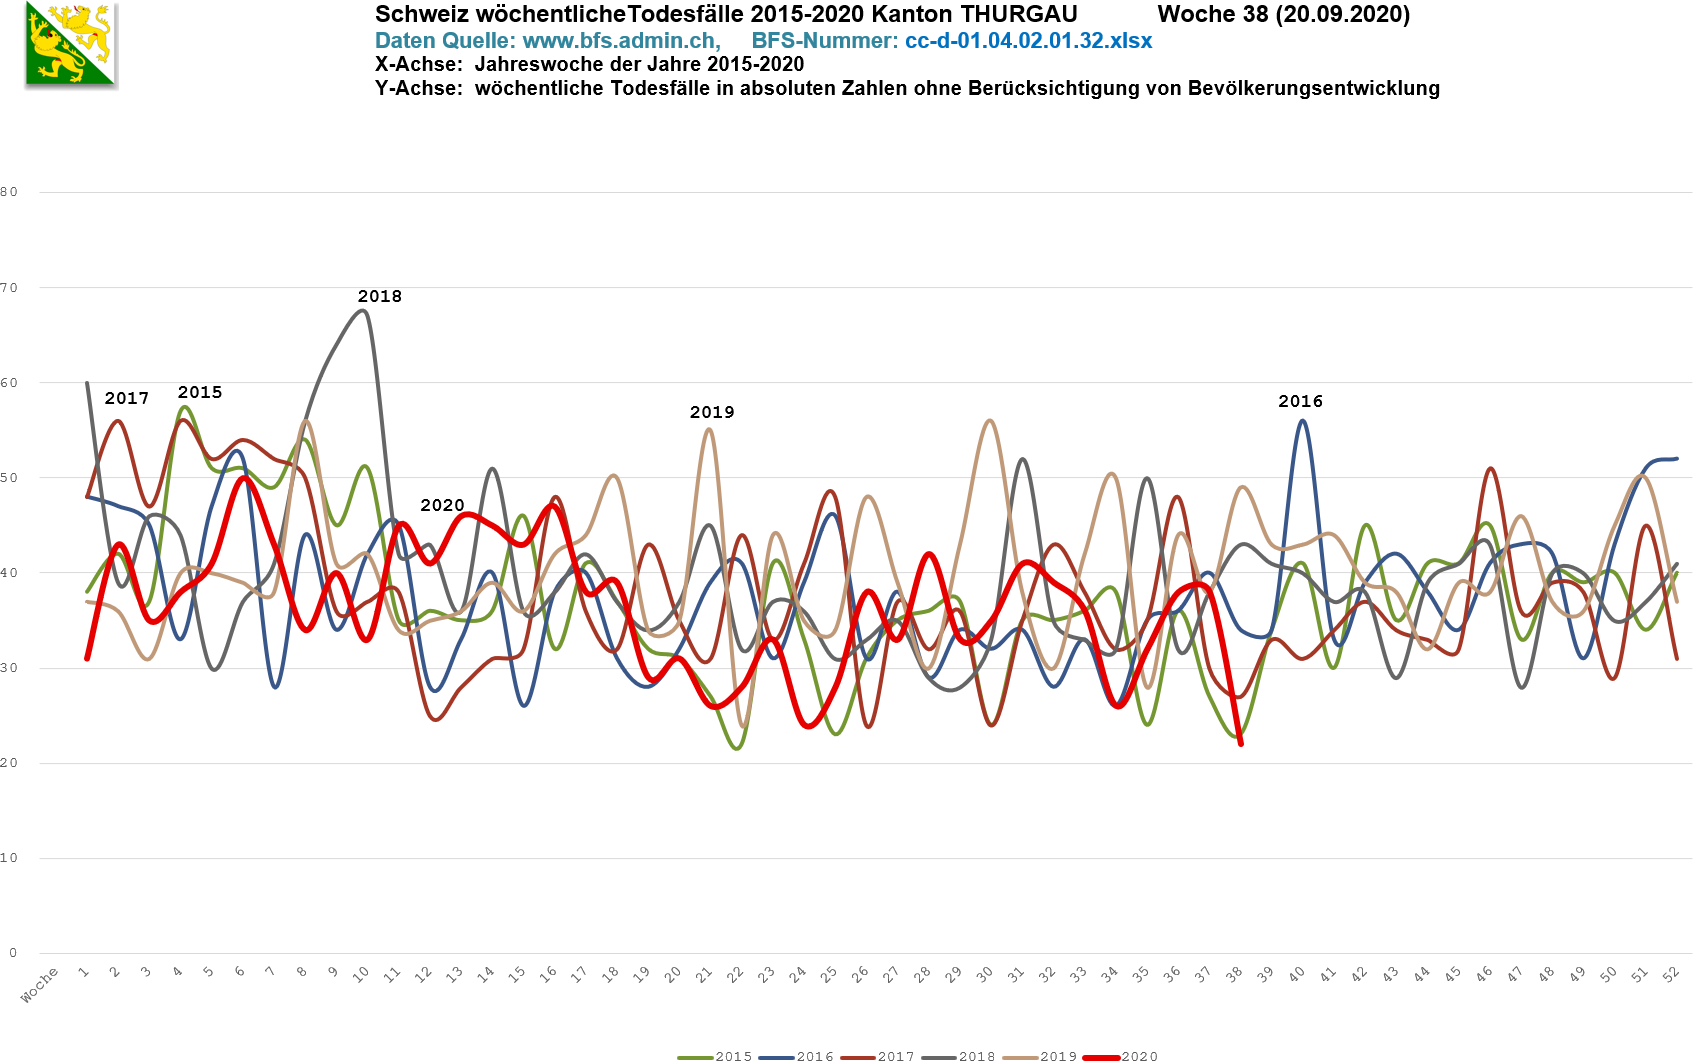 Schweiz wöchentlicheTodesfälle 2015-2020 Kanton THURGAU Woche 38 (20.09.2020)
Daten Quelle: www.bfs.admin.ch, BFS-Nummer: cc-d-01.04.02.01.32.xlsx
X-Achse: Jahreswoche der Jahre 2015-2020
Y-Achse: wöchentliche Todesfälle in absoluten Zahlen ohne Berücksichtigung von Bevölkerungsentwicklung
80
70
2018
60
2017
2015
2019
2016
50
2020
40
30
20
10
0
Woche 1 2 3 4 5 6 7 8 9 10 11 12 13 14 15 16 17 18 19 20 21 22 23 24 25 26 27 28 29 30 31 32 33 34 35 36 37 38 39 40 41 42 43 44 45 46 47 48 49 50 51 52
2015 2016 2017 2018 2019 2020